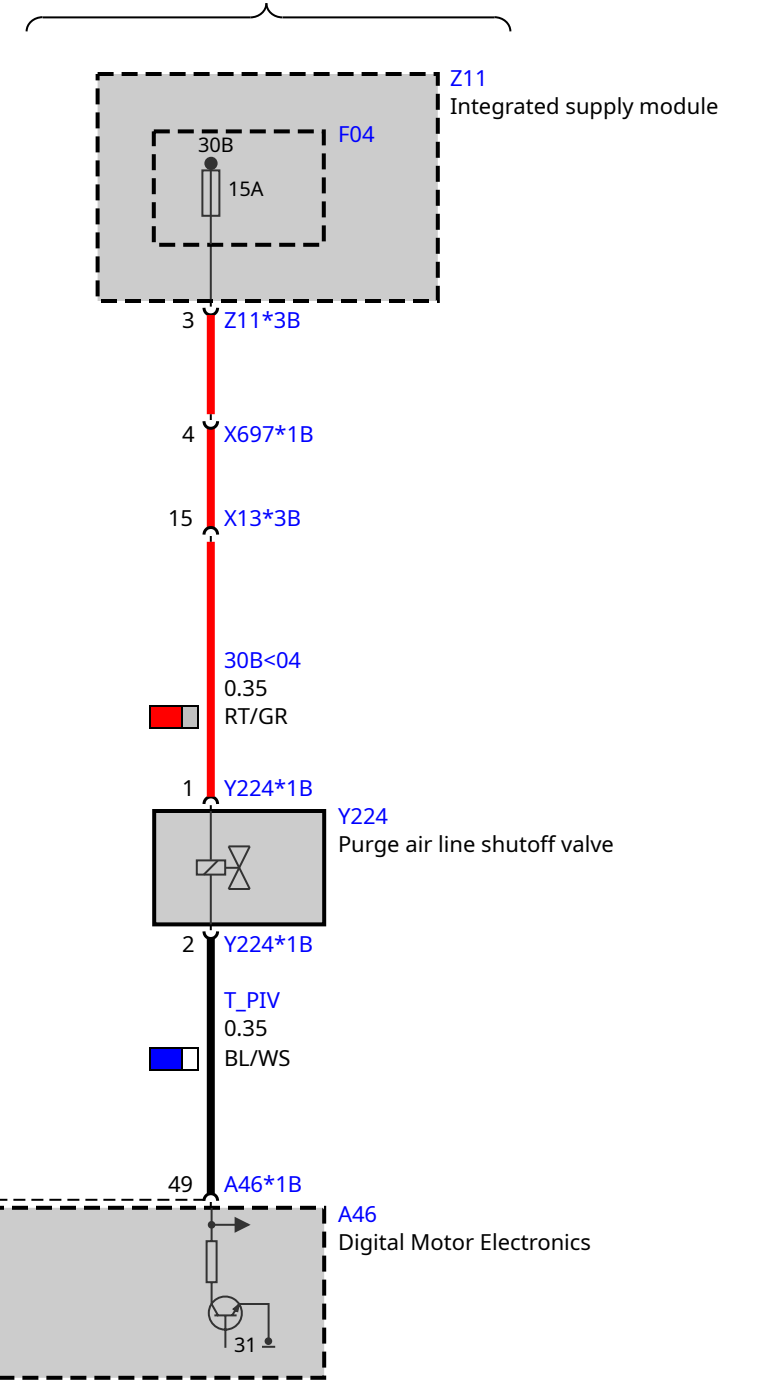 Z11
Integrated supply module
F04
30B
15A
3 Z11*3B
4 X697*1B
15 X13*3B
30B<04
0.35
RT/GR
1 Y224*1B
Y224
Purge air line shutoff valve
2 Y224*1B
T_PIV
0.35
BL/WS
49 A46*1B
A46
Digital Motor Electronics
31